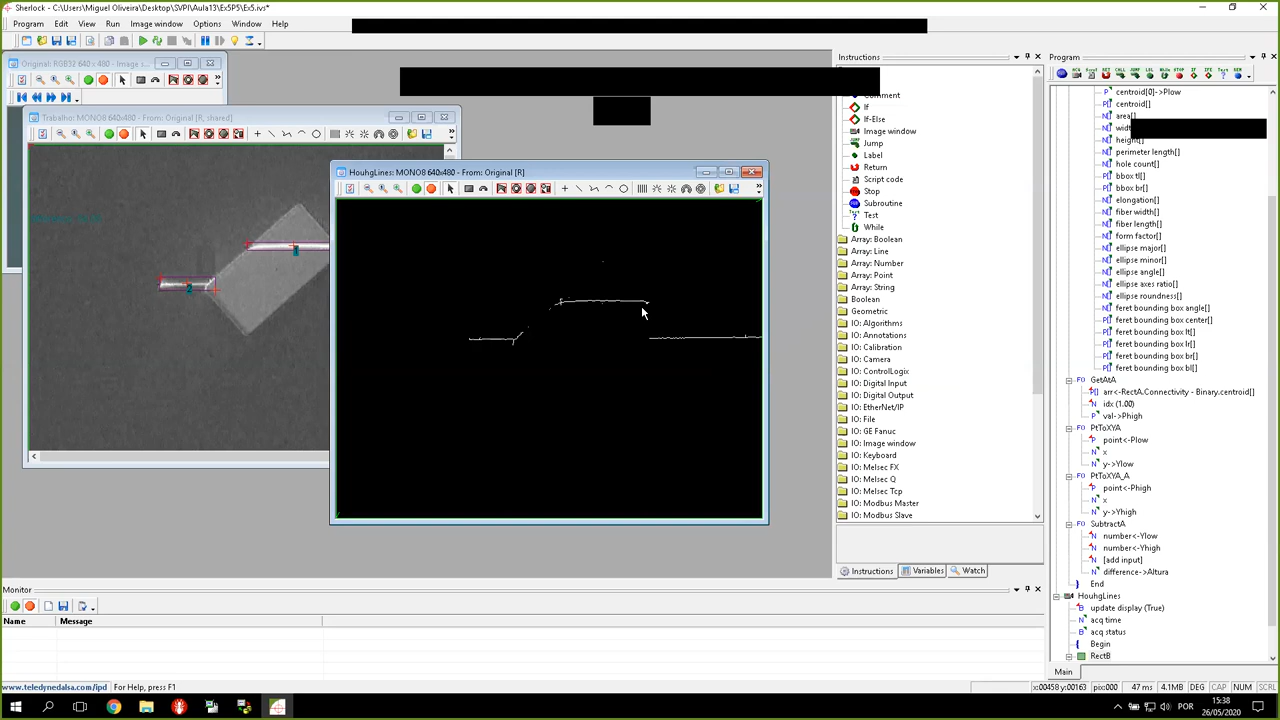 Sherlock - C:\Users\Miguel Oliveira\Desktop\SVPI\Aula13\Ex5P5\Ex5.ivs*
Program Edit View Run Image window Options Window Help
Original: RGB32 640 x 480 - Image s...
Trabalho: MONO8 640x480 - From: Original [R, shared]
1
2
HouhgLines: MONO8 640x480 - From: Original [R]
Instructions
Comment
If
If-Else
Image window
Jump
Label
Return
Script code
Stop
Subroutine
Test
While
Array: Boolean
Array: Line
Array: Number
Array: Point
Array: String
Boolean
Geometric
IO: Algorithms
IO: Annotations
IO: Calibration
IO: Camera
IO: ControlLogix
IO: Digital Input
IO: Digital Output
IO: EtherNet/IP
IO: File
IO: GE Fanuc
IO: Image window
IO: Keyboard
IO: Melsec FX
IO: Melsec Q
IO: Melsec Tcp
IO: Modbus Master
IO: Modbus Slave
Instructions Variables Watch
Program
centroid[0]->Plow
centroid[]
area[]
height[]
perimeter length[]
hole count[]
bbox tl[]
bbox br[]
elongation[]
fiber width[]
fiber length[]
form factor[]
ellipse major[]
ellipse minor[]
ellipse angle[]
ellipse axes ratio[]
ellipse roundness[]
feret bounding box angle[]
feret bounding box center[]
feret bounding box lt[]
feret bounding box lr[]
feret bounding box br[]
feret bounding box bl[]
GetAtA
arr<-RectA.Connectivity - Binary.centroid[]
idx (1.00)
val->Phigh
PtToXYA
point<-Plow
x
y->Ylow
PtToXYA_A
point<-Phigh
x
y->Yhigh
SubtractA
number<-Ylow
number<-Yhigh
[add input]
difference->Altura
End
HouhgLines
update display (True)
acq time
acq status
Begin
RectB
Main
Monitor
Name Message
www.teledynedalsa.com/ipd For Help, press F1
x:00458 y:00163 pix:000 47 ms 4.1MB DEG CAP NUM SCRL
POR
15:38
26/05/2020